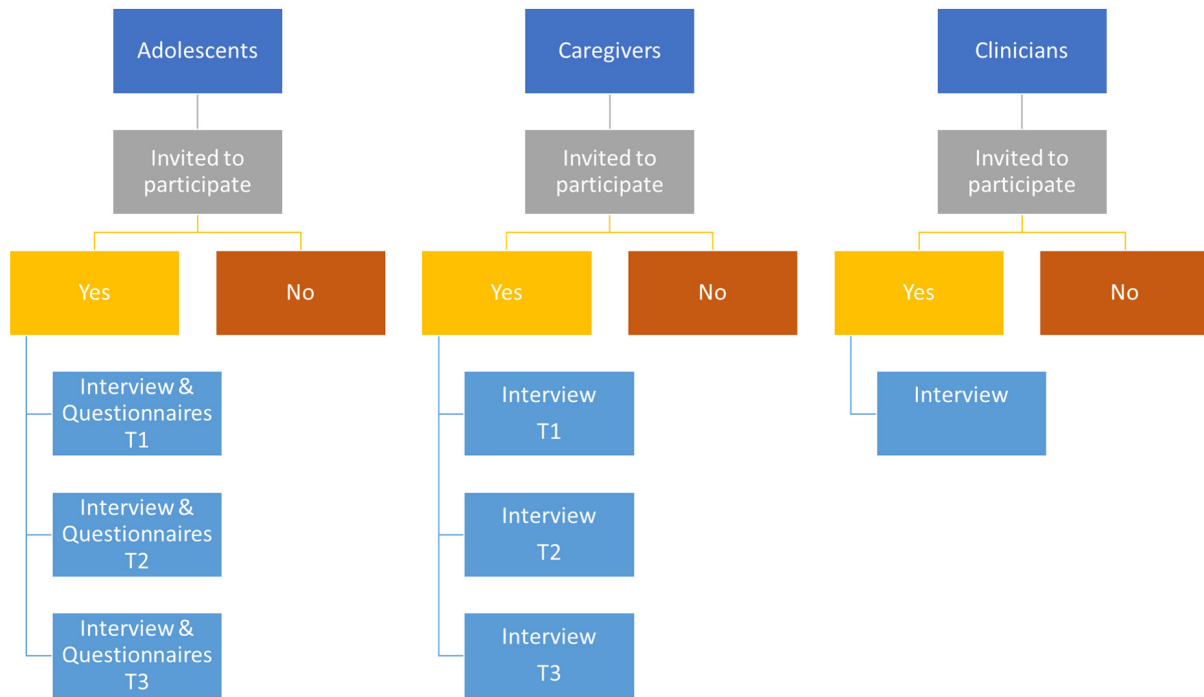 Adolescents
Invited to
participate
Yes
No
Interview &
Questionnaires
T1
Interview &
Questionnaires
T2
Interview &
Questionnaires
T3
Caregivers
Invited to
participate
Yes
No
Interview
T1
Interview
T2
Interview
T3
Clinicians
Invited to
participate
Yes
No
Interview